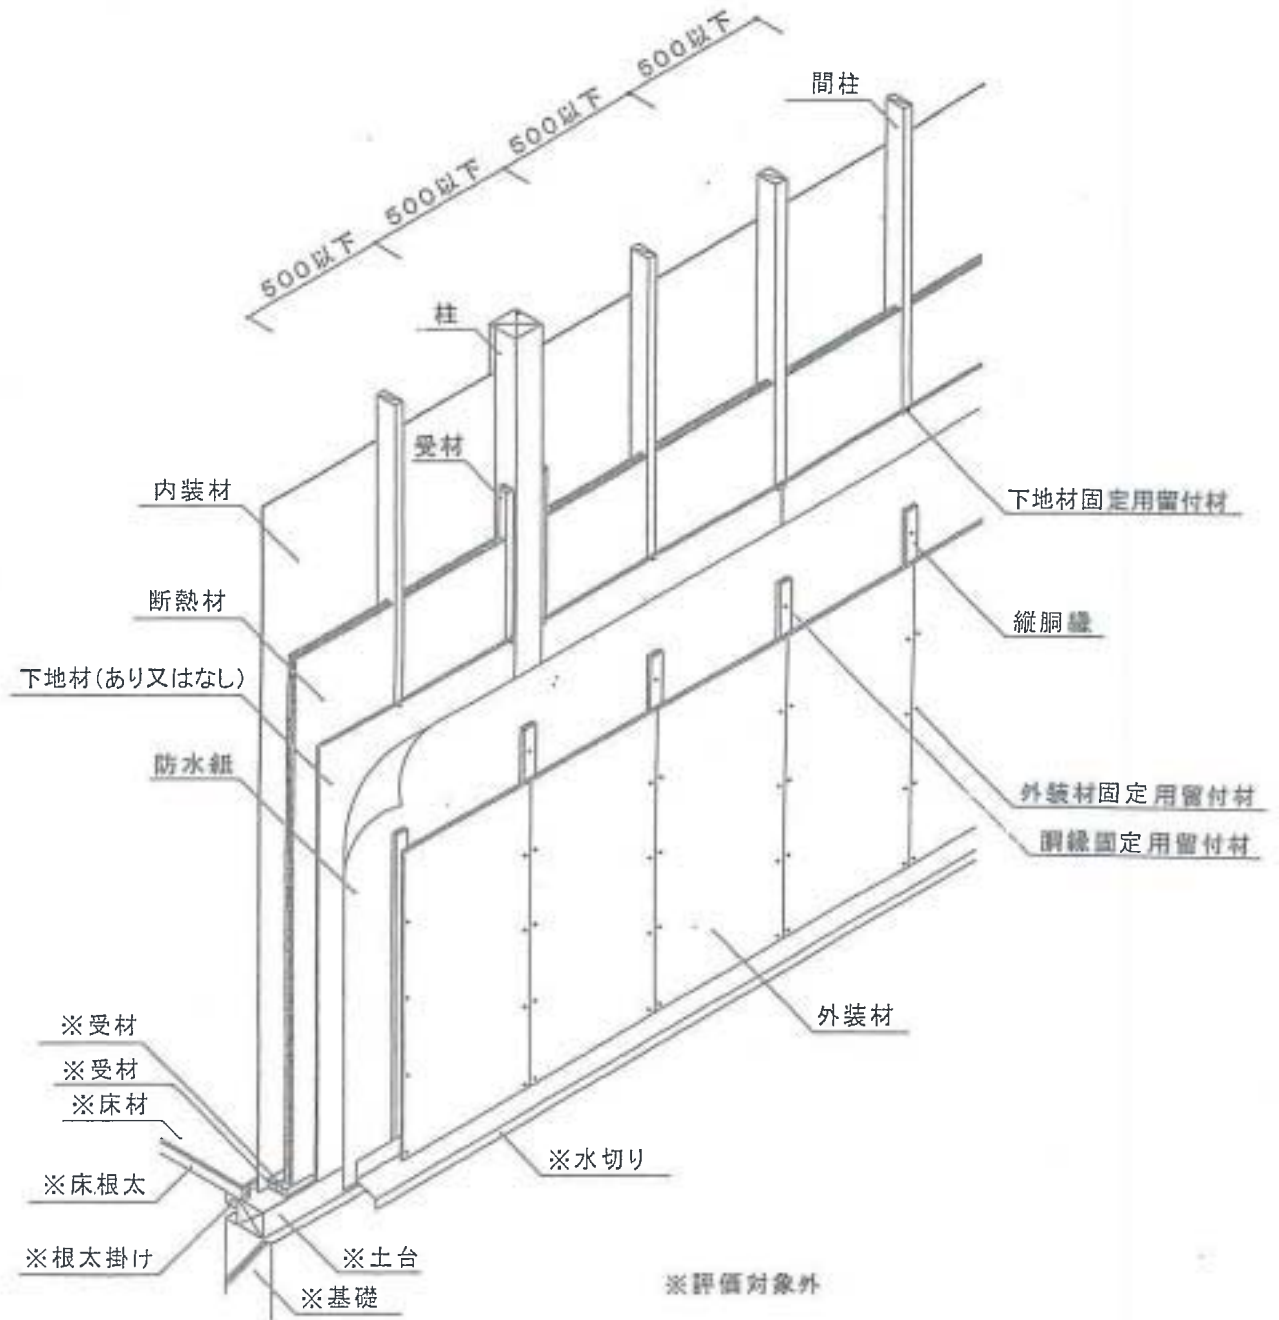 500以下
500以下
500以下
500以下
間柱
柱
受材
内装材
下地材固定用留付材
断熱材
縦胴縁
下地材(あり又はなし)
防水紙
外装材固定用留付材
胴縁固定用留付材
外装材
※受材
※受材
※床材
※水切り
※床根太
※根太掛け
※土台
※基礎
※評価対象外